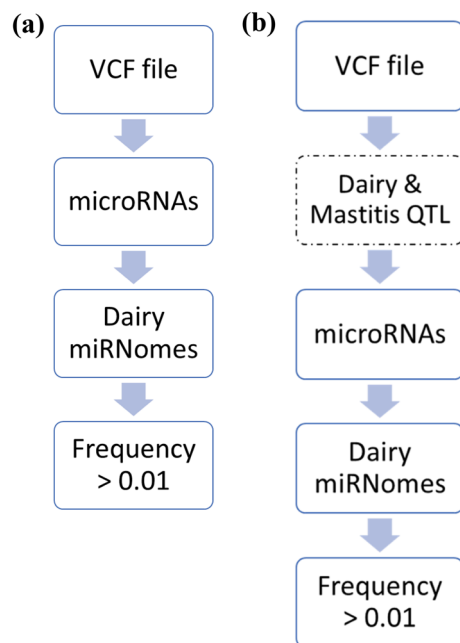 (a)
VCF file
microRNAs
Dairy
miRNomes
Frequency
> 0.01
(b)
VCF file
Dairy &
Mastitis QTL
microRNAs
Dairy
miRNomes
Frequency
> 0.01